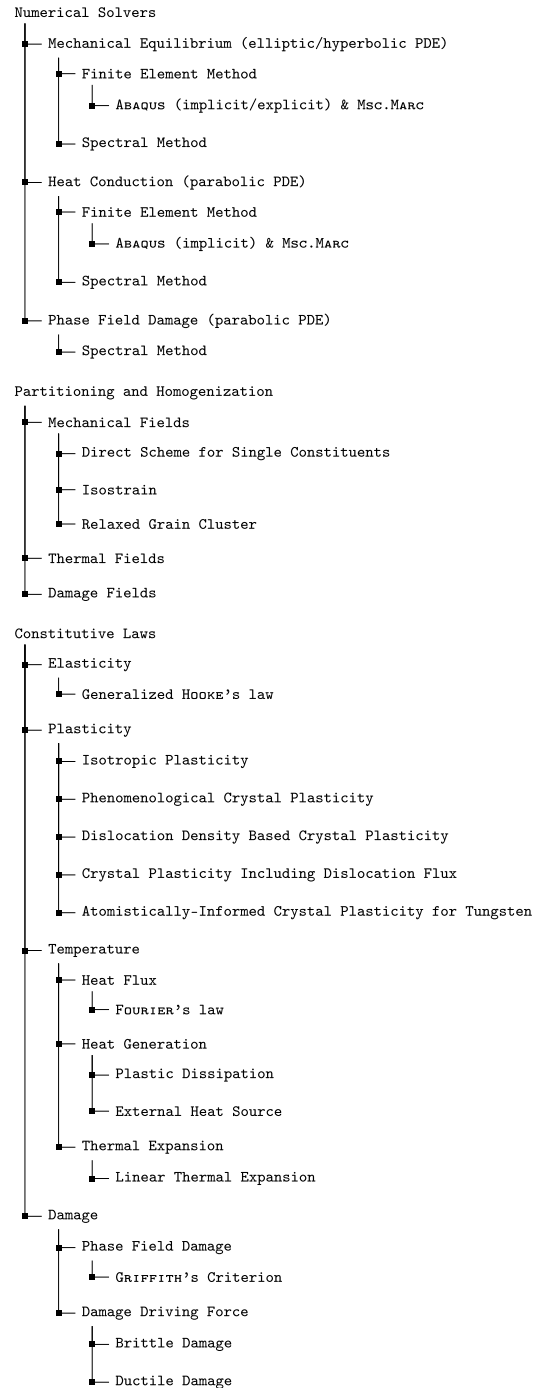 Numerical Solvers
Mechanical Equilibrium (elliptic/hyperbolic PDE)
Finite Element Method
Abaqus (implicit/explicit) & Msc.Marc
Spectral Method
Heat Conduction (parabolic PDE)
Finite Element Method
Abaqus (implicit) & Msc.Marc
Spectral Method
Phase Field Damage (parabolic PDE)
Spectral Method
Partitioning and Homogenization
Mechanical Fields
Direct Scheme for Single Constituents
Isostrain
Relaxed Grain Cluster
Thermal Fields
Damage Fields
Constitutive Laws
Elasticity
Generalized Hooke's law
Plasticity
Isotropic Plasticity
Phenomenological Crystal Plasticity
Dislocation Density Based Crystal Plasticity
Crystal Plasticity Including Dislocation Flux
Atomistically-Informed Crystal Plasticity for Tungsten
Temperature
Heat Flux
Fourier's law
Heat Generation
Plastic Dissipation
External Heat Source
Thermal Expansion
Linear Thermal Expansion
Damage
Phase Field Damage
Griffith's Criterion
Damage Driving Force
Brittle Damage
Ductile Damage